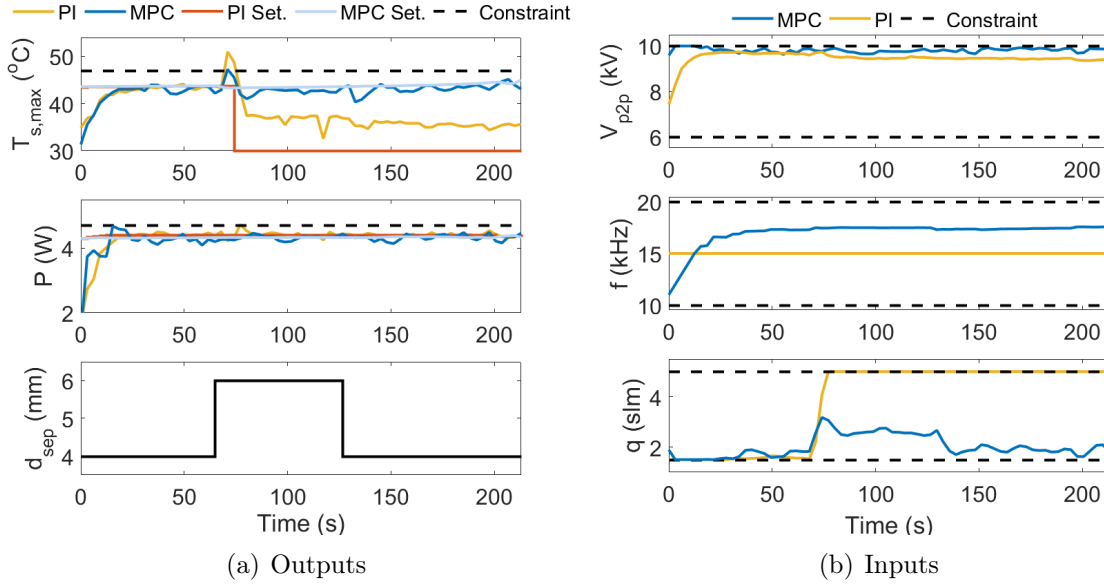 PI MPC PI Set. MPC Set. Constraint
T s,max (°C)
50
40
30
0 50 100 150 200
P (W)
4
2
0 50 100 150 200
d sep (mm)
6
5
4
0 50 100 150 200
Time (s)
(a) Outputs
MPC PI Constraint
V p2p (kV)
10
8
6
0 50 100 150 200
f (kHz)
20
15
10
0 50 100 150 200
q (slm)
4
2
0 50 100 150 200
Time (s)
(b) Inputs